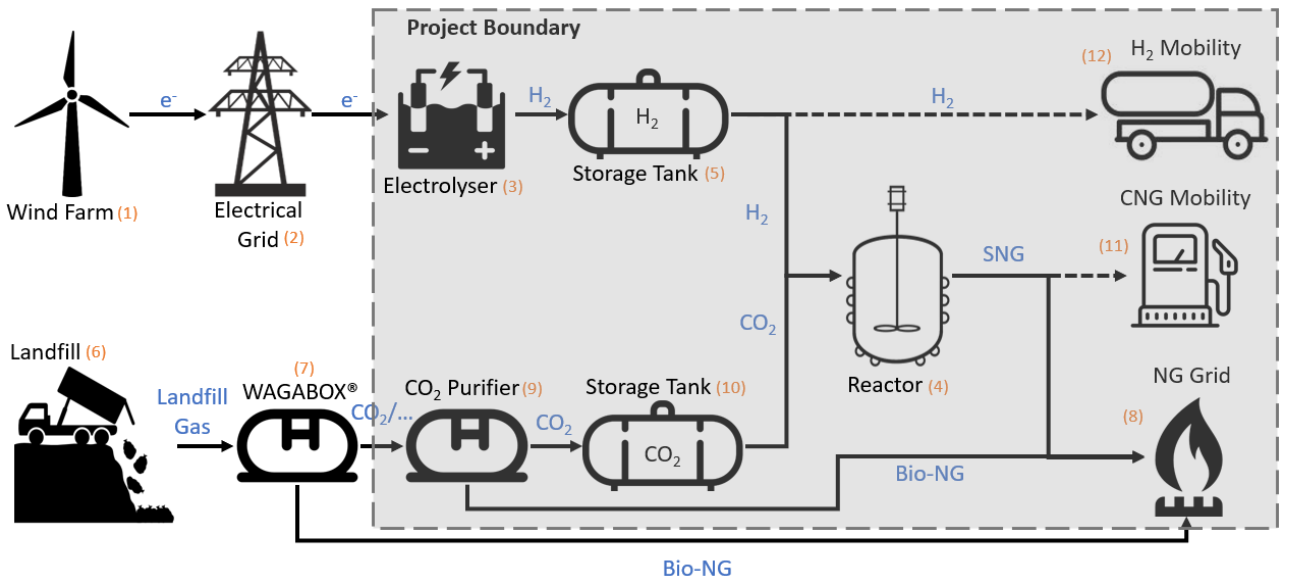 Project Boundary
H₂ Mobility
(12)
e⁻
e⁻
H₂
H₂
H₂
Storage Tank (5)
Electrolyser (3)
Wind Farm (1)
Electrical
Grid (2)
H₂
CNG Mobility
(11)
SNG
CO₂
Reactor (4)
Landfill (6)
(7)
WAGABOX®
Landfill
Gas
CO₂/...
CO₂ Purifier (9)
CO₂
Storage Tank (10)
CO₂
NG Grid
(8)
Bio-NG
Bio-NG